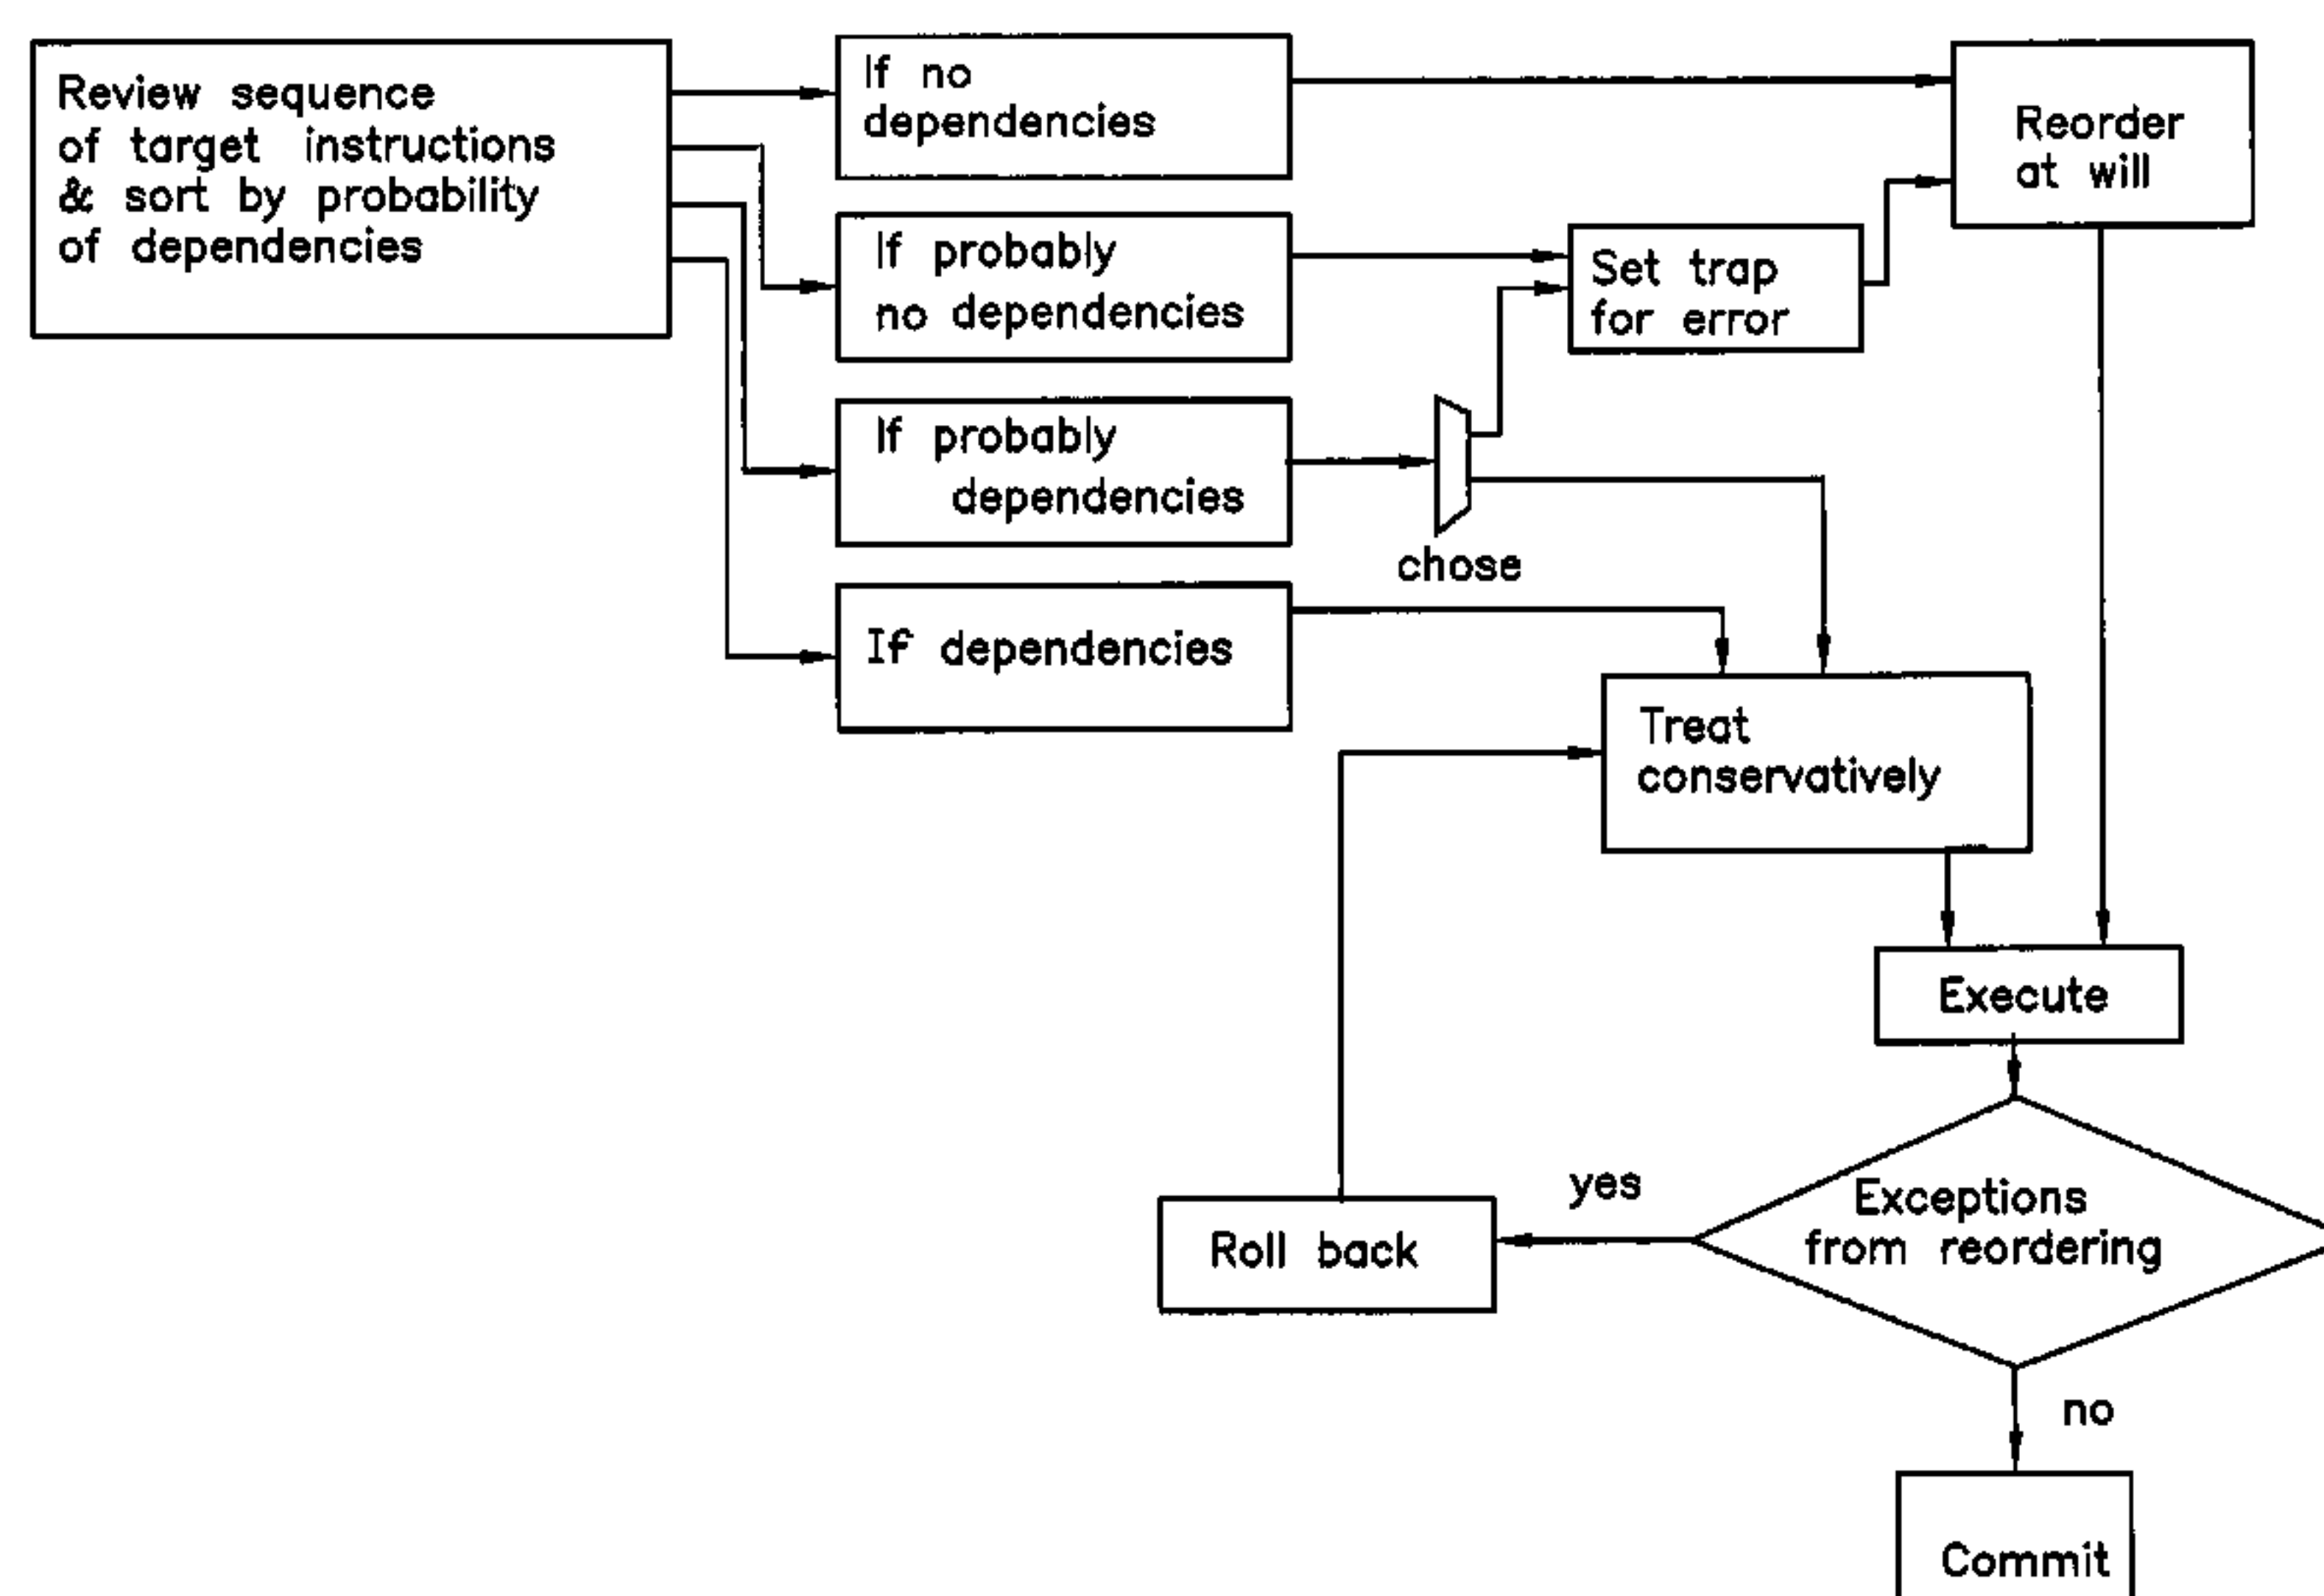 Review sequence
of target instructions
& sort by probability
of dependencies
If no
dependencies
Reorder
at will
If probably
no dependencies
Set trap
for error
If probably
dependencies
chose
If dependencies
Treat
conservatively
Execute
Exceptions
from reordering
yes
Roll back
no
Commit